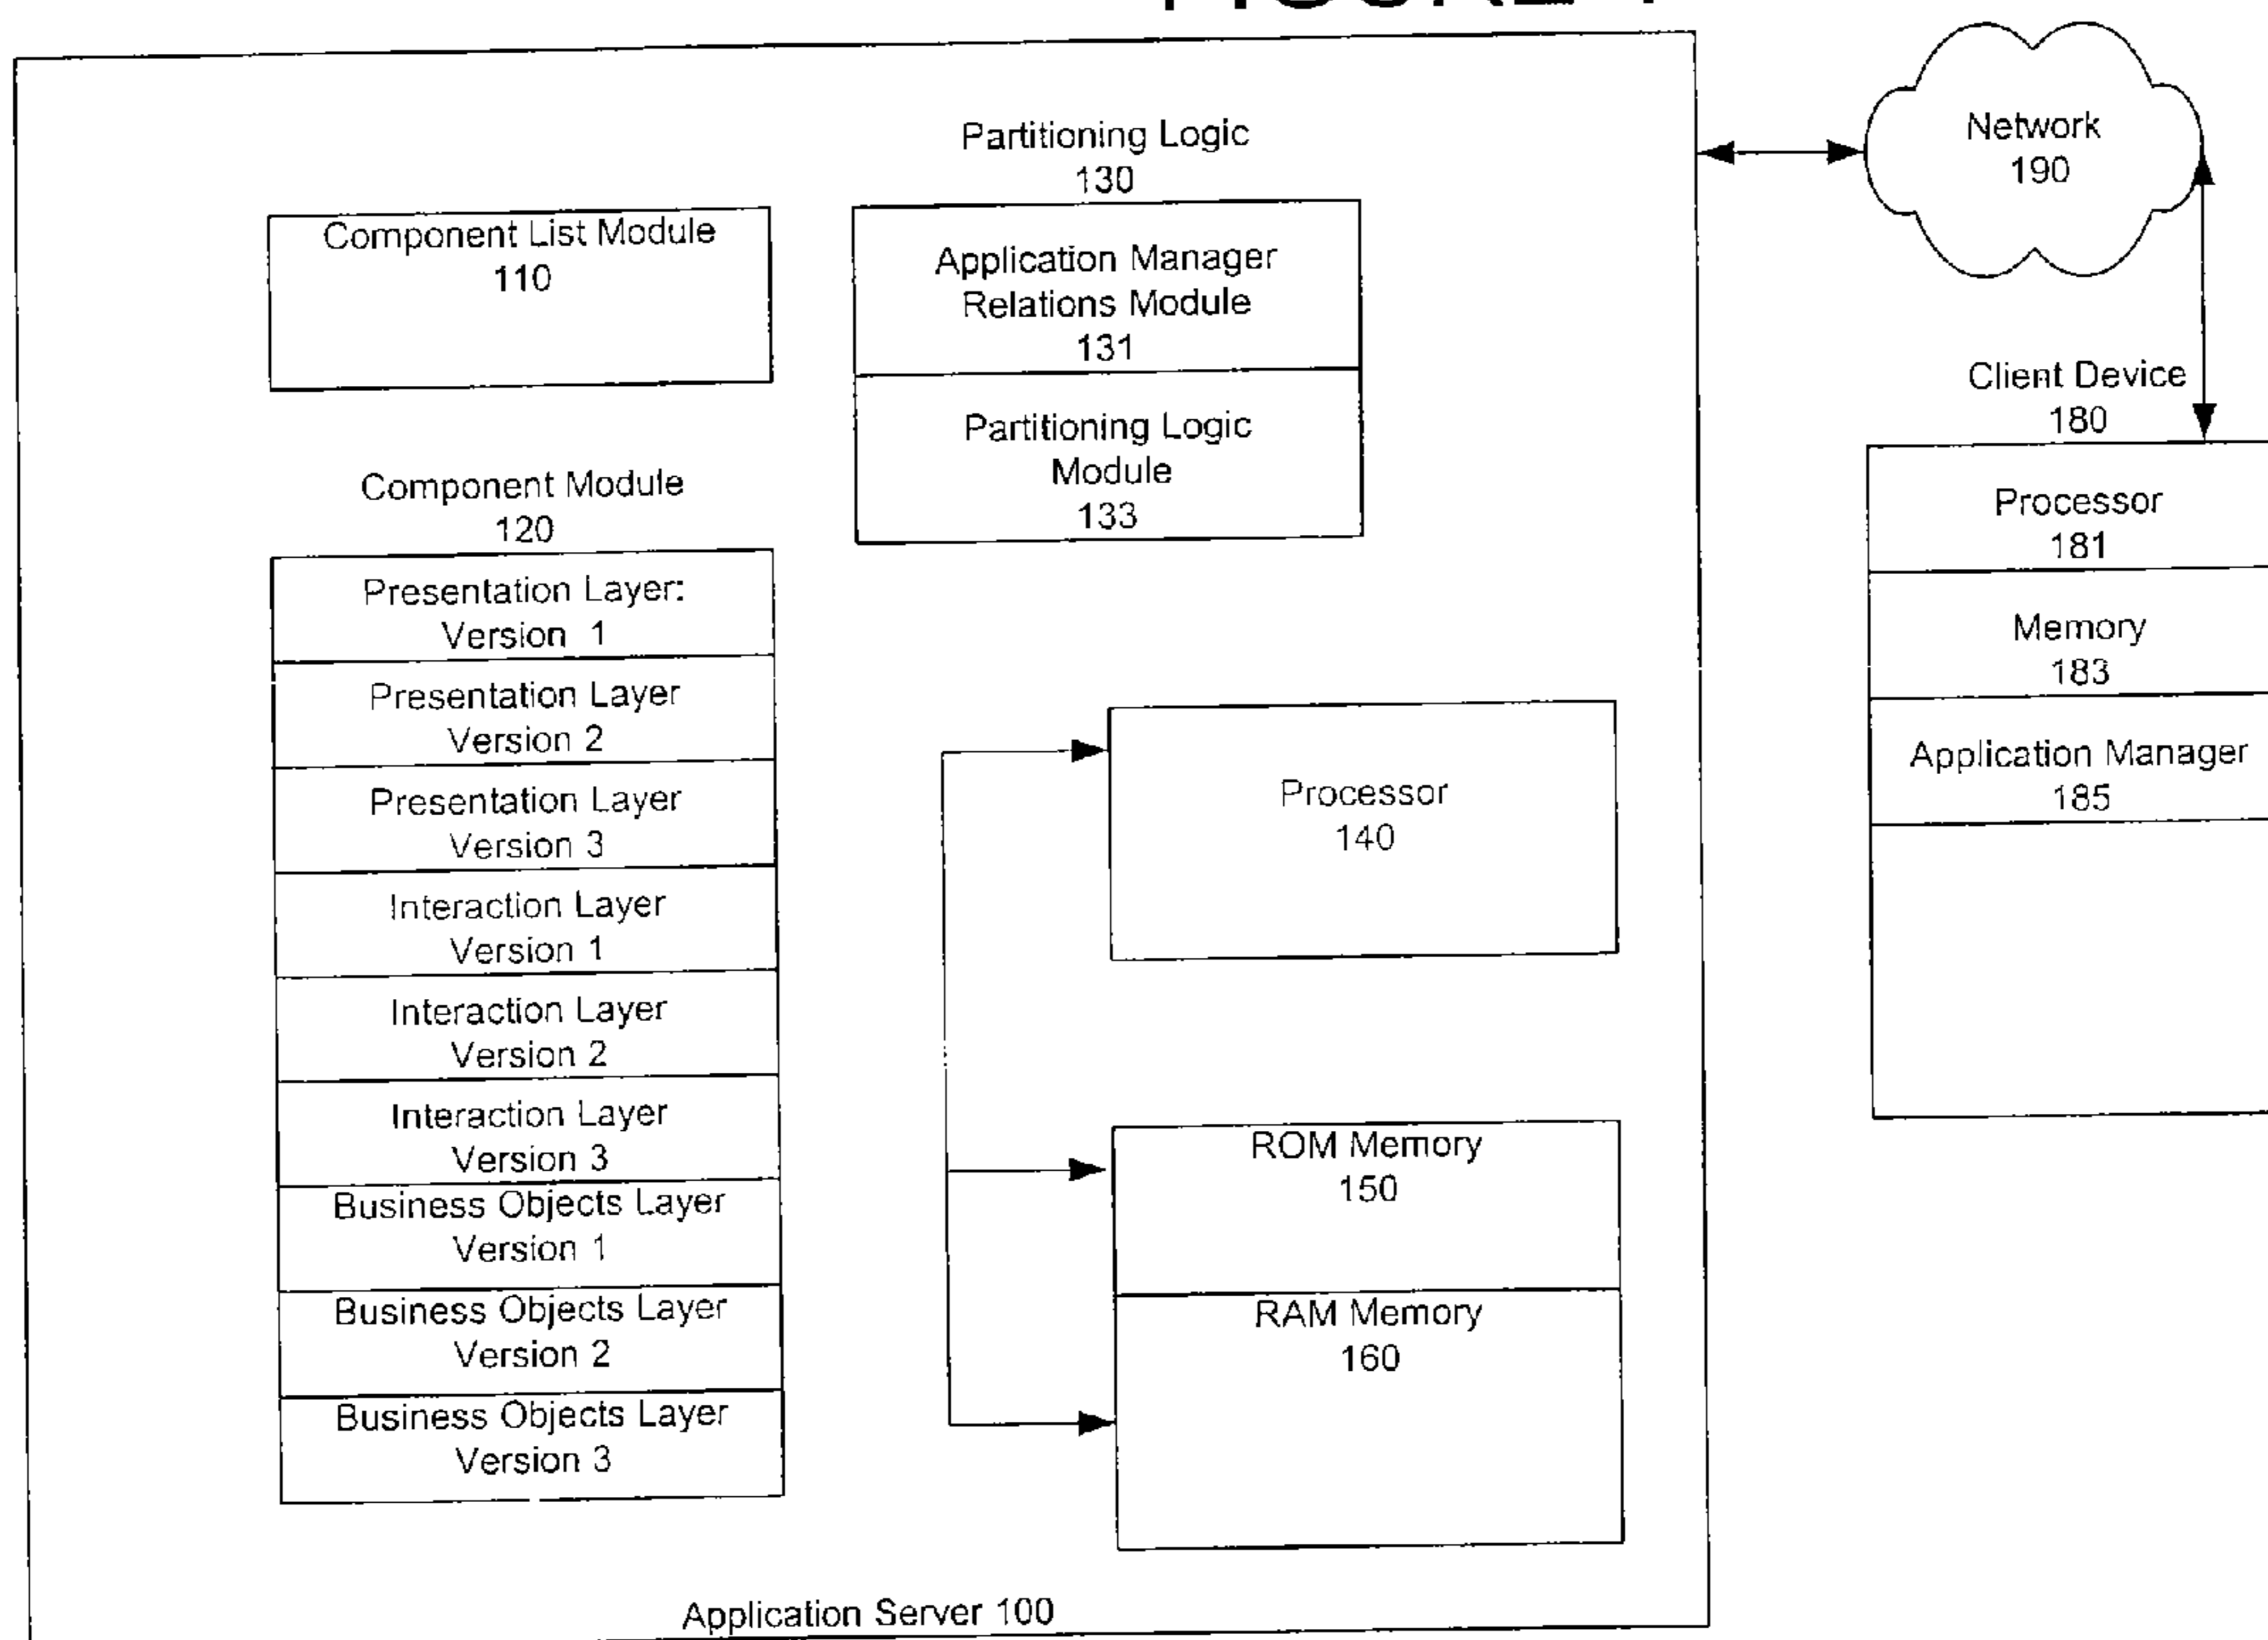 Partitioning Logic
130
Component List Module
110
Application Manager
Relations Module
131
Partitioning Logic
Module
133
Component Module
120
Presentation Layer:
Version 1
Presentation Layer
Version 2
Presentation Layer
Version 3
Interaction Layer
Version 1
Interaction Layer
Version 2
Interaction Layer
Version 3
Business Objects Layer
Version 1
Business Objects Layer
Version 2
Business Objects Layer
Version 3
Processor
140
ROM Memory
150
RAM Memory
160
Application Server 100
Network
190
Client Device
180
Processor
181
Memory
183
Application Manager
185